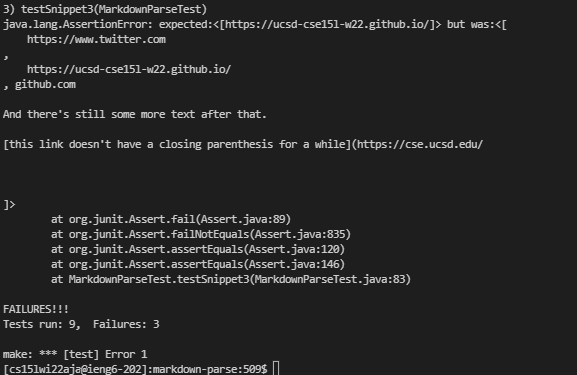 3) testSnippet3(MarkdownParseTest)
java.lang.AssertionError: expected:<[https://ucsd-cse15l-w22.github.io/]> but was:<[
    https://www.twitter.com
,
    https://ucsd-cse15l-w22.github.io/
, github.com

And there's still some more text after that.

[this link doesn't have a closing parenthesis for a while](https://cse.ucsd.edu/



]>
        at org.junit.Assert.fail(Assert.java:89)
        at org.junit.Assert.failNotEquals(Assert.java:835)
        at org.junit.Assert.assertEquals(Assert.java:120)
        at org.junit.Assert.assertEquals(Assert.java:146)
        at MarkdownParseTest.testSnippet3(MarkdownParseTest.java:83)

FAILURES!!!
Tests run: 9,  Failures: 3

make: *** [test] Error 1
[cs15lwi22aja@ieng6-202]:markdown-parse:509$